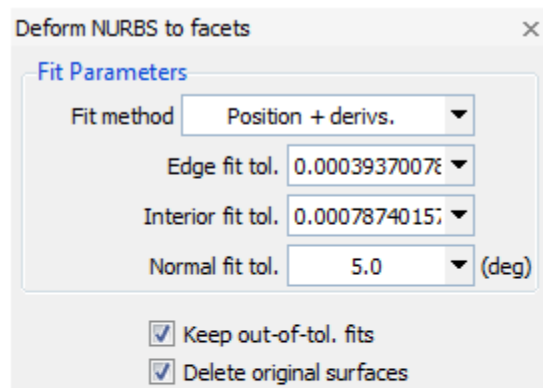 Deform NURBS to facets
Fit Parameters
Fit method Position + derivs.
Edge fit tol. 0.00039370078
Interior fit tol. 0.00078740157
Normal fit tol. 5.0 (deg)
Keep out-of-tol. fits
Delete original surfaces